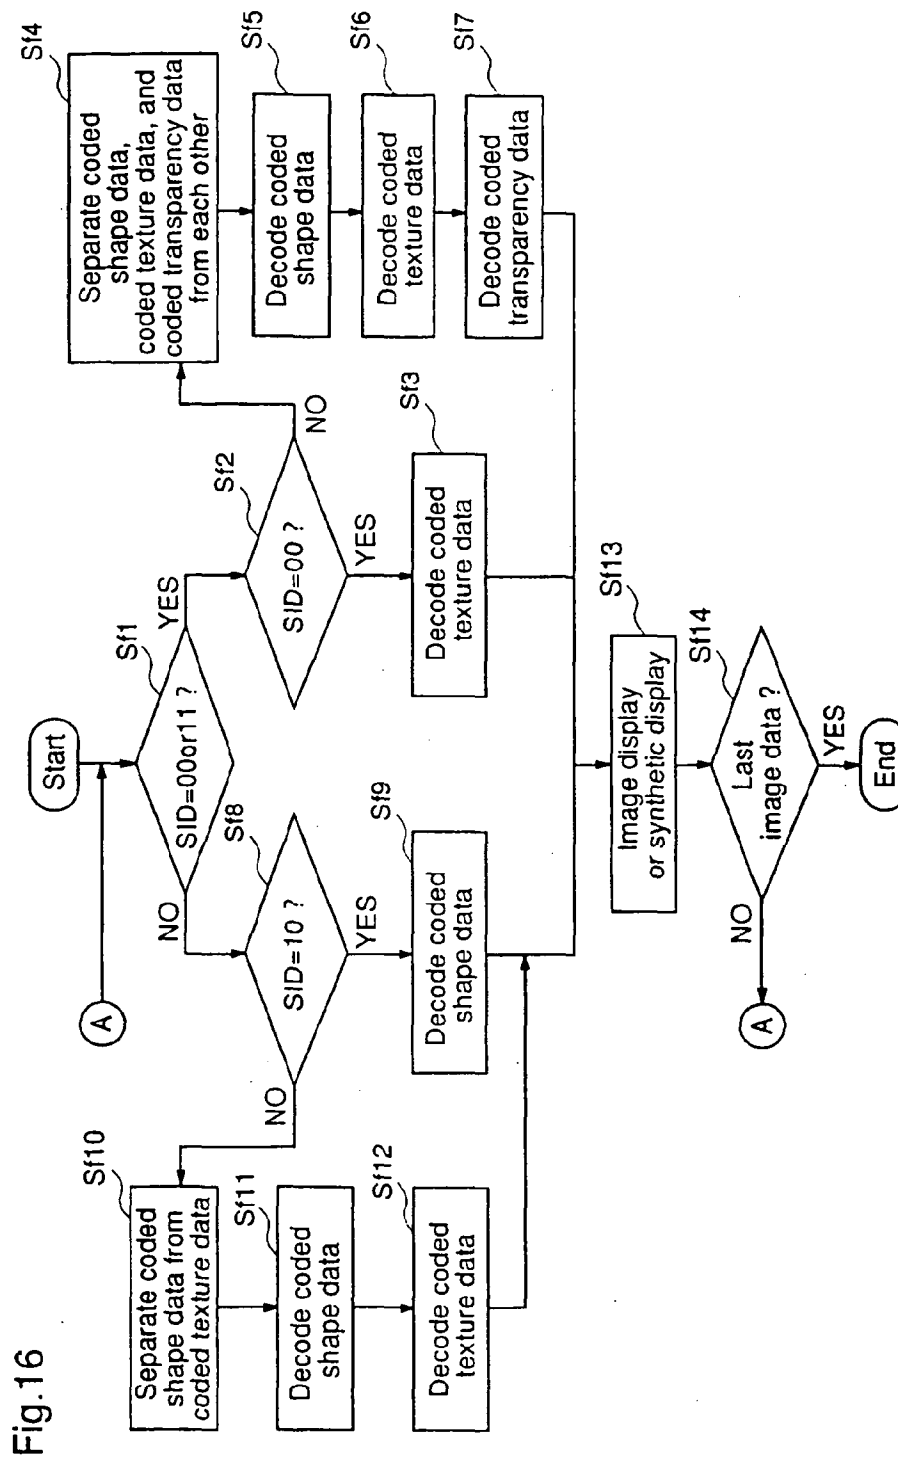 Fig.16
Start
A
Sf1
SID=00or11 ?
YES
NO
Sf2
SID=00 ?
NO
YES
Sf3
Decode coded
texture data
Sf4
Separate coded
shape data,
coded texture data, and
coded transparency data
from each other
Sf5
Decode coded
shape data
Sf6
Decode coded
texture data
Sf7
Decode coded
transparency data
Sf8
SID=10 ?
NO
YES
Sf9
Decode coded
shape data
Sf10
Separate coded
shape data from
coded texture data
Sf11
Decode coded
shape data
Sf12
Decode coded
texture data
Sf13
Image display
or synthetic display
Sf14
Last
image data ?
NO
YES
A
End